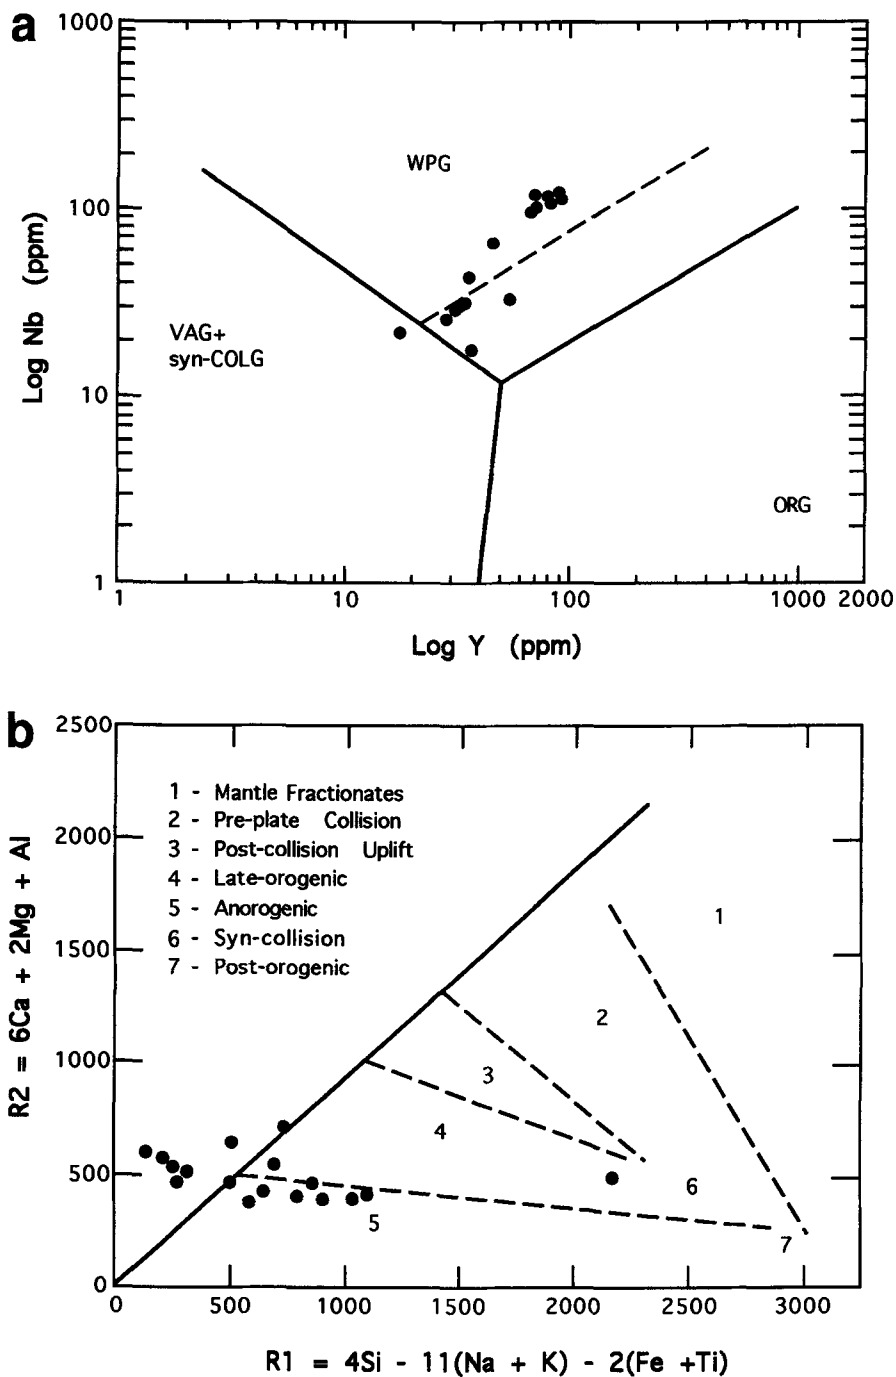 a
1000
WPG
100
Log Nb (ppm)
VAG+
syn-COLG
10
ORG
1
1 10 100 1000 2000
Log Y (ppm)
b
2500
1 - Mantle Fractionates
2 - Pre-plate Collision
2000
3 - Post-collision Uplift
4 - Late-orogenic
5 - Anorogenic
1
6 - Syn-collision
1500
7 - Post-orogenic
R2 = 6Ca + 2Mg + Al
2
1000
3
4
500
6
5
7
0
0 500 1000 1500 2000 2500 3000
R1 = 4Si - 11(Na + K) - 2(Fe +Ti)